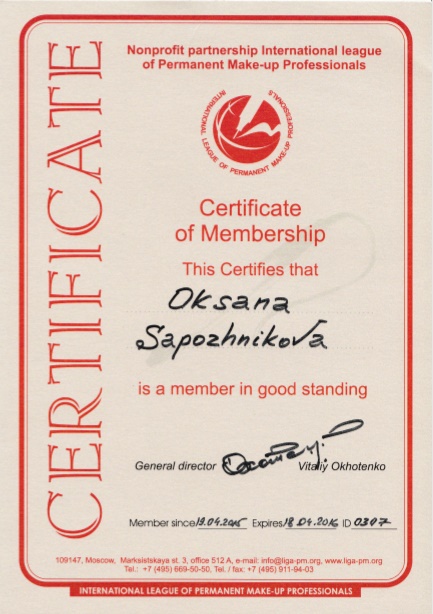 CERTIFICATE
Nonprofit partnership International league
of Permanent Make-up Professionals
INTERNATIONAL LEAGUE OF PERMANENT MAKE-UP PROFESSIONALS
Certificate
of Membership
This Certifies that
Oksana
Sapozhnikova
is a member in good standing
General director Vitaliy Okhotenko
Member since 19.04.2015 Expires 18.04.2016 ID 0307
109147, Moscow, Marksistskaya st. 3, office 512 A, e-mail: info@liga-pm.org, www.liga-pm.org
Tel.: +7 (495) 669-50-50, Tel. / fax: +7 (495) 911-94-03
INTERNATIONAL LEAGUE OF PERMANENT MAKE-UP PROFESSIONALS